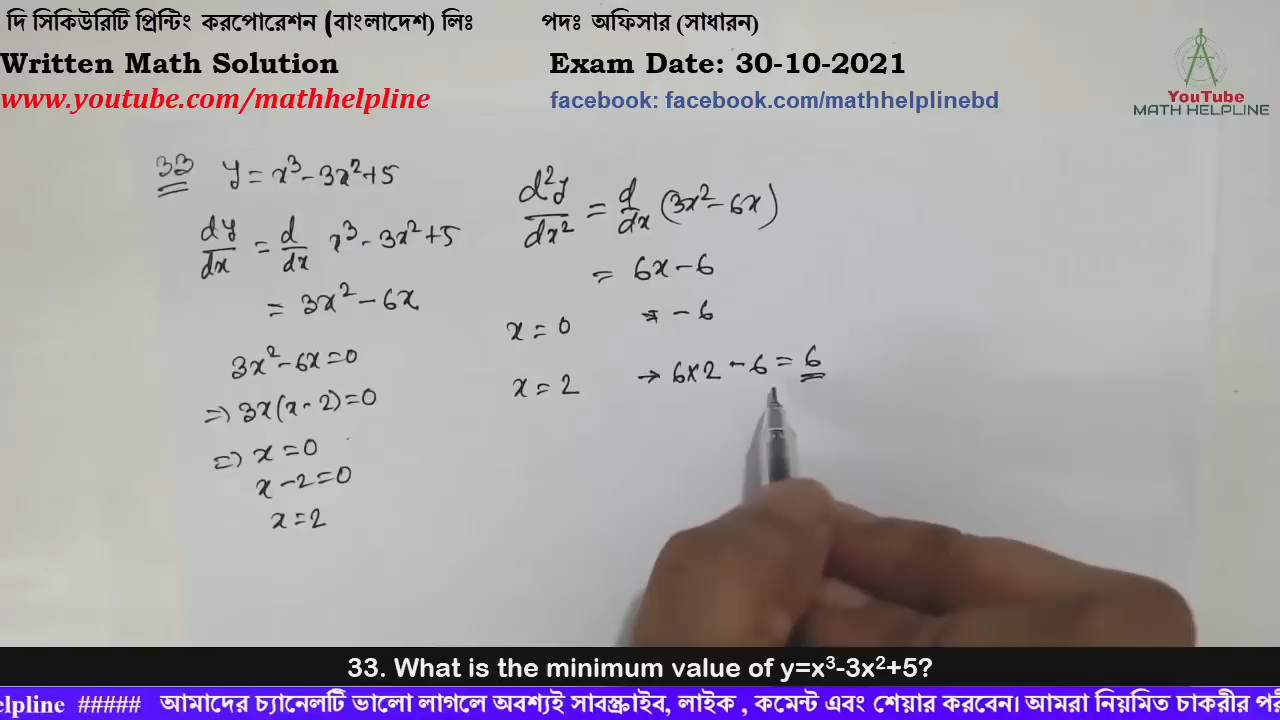 দি সিকিউরিটি প্রিন্টিং করপোরেশন (বাংলাদেশ) লিঃ পদঃ অফিসার (সাধারন)
Written Math Solution Exam Date: 30-10-2021
www.youtube.com/mathhelpline facebook: facebook.com/mathhelplinebd
YouTube
MATH HELPLINE
33 y = x³ - 3x² + 5
dy/dx = d/dx x³ - 3x² + 5
= 3x² - 6x
3x² - 6x = 0
⇒ 3x(x - 2) = 0
⇒ x = 0
x - 2 = 0
x = 2
d²y/dx² = d/dx (3x² - 6x)
= 6x - 6
x = 0 → - 6
x = 2 → 6×2 - 6 = 6
33. What is the minimum value of y=x³-3x²+5?
elpline ##### আমাদের চ্যানেলটি ভালো লাগলে অবশ্যই সাবস্ক্রাইব, লাইক , কমেন্ট এবং শেয়ার করবেন। আমরা নিয়মিত চাকরীর